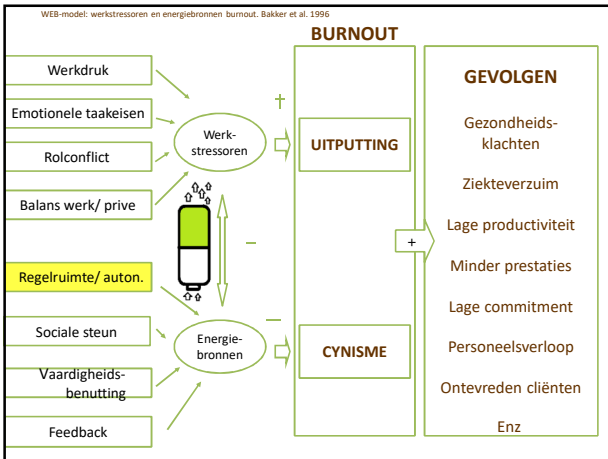 WEB-model: werkstressoren en energiebronnen burnout. Bakker et al. 1996
BURNOUT
GEVOLGEN
Werkdruk
Emotionele taakeisen
Rolconflict
Balans werk/ prive
Regelruimte/ auton.
Sociale steun
Vaardigheids-
benutting
Feedback
Werk-
stressoren
Energie-
bronnen
+
–
–
UITPUTTING
CYNISME
+
Gezondheids-
klachten
Ziekteverzuim
Lage productiviteit
Minder prestaties
Lage commitment
Personeelsverloop
Ontevreden cliënten
Enz